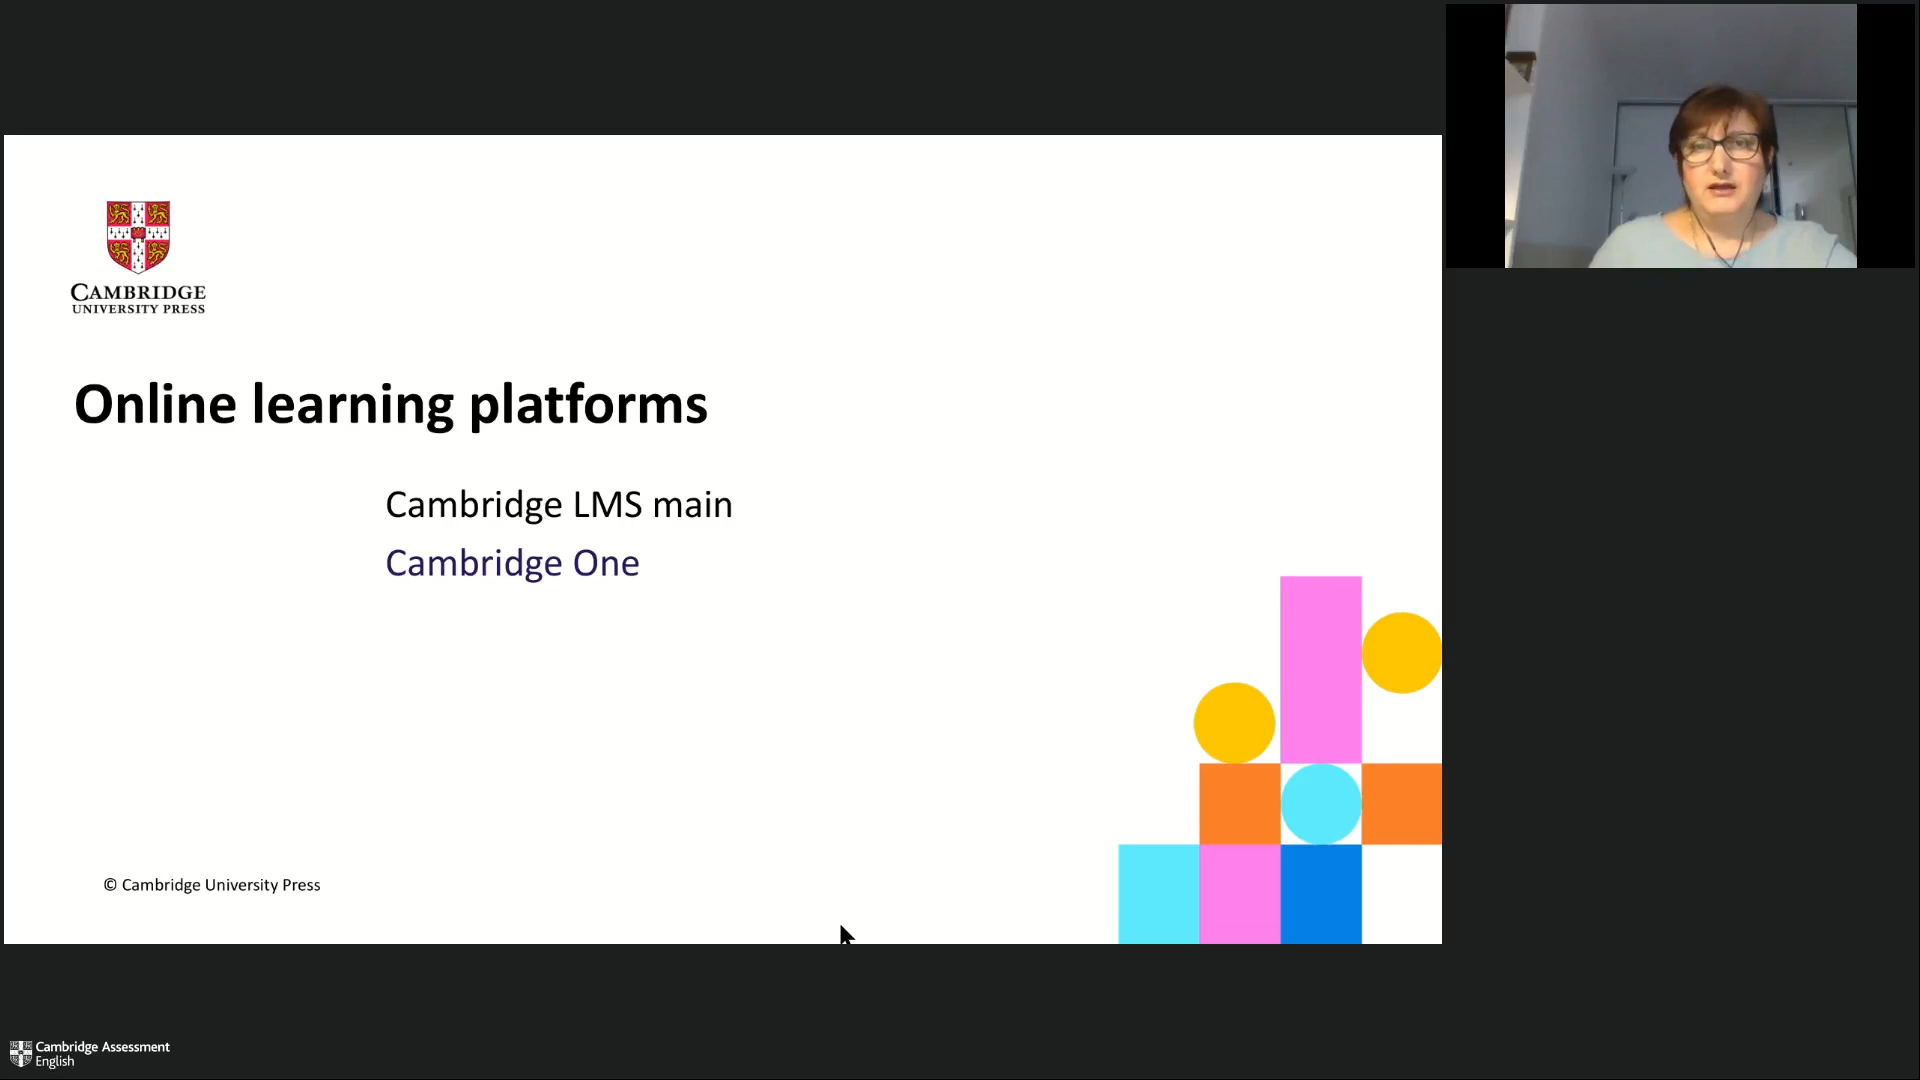 CAMBRIDGE
UNIVERSITY PRESS
Online learning platforms
Cambridge LMS main
Cambridge One
© Cambridge University Press
Cambridge Assessment
English